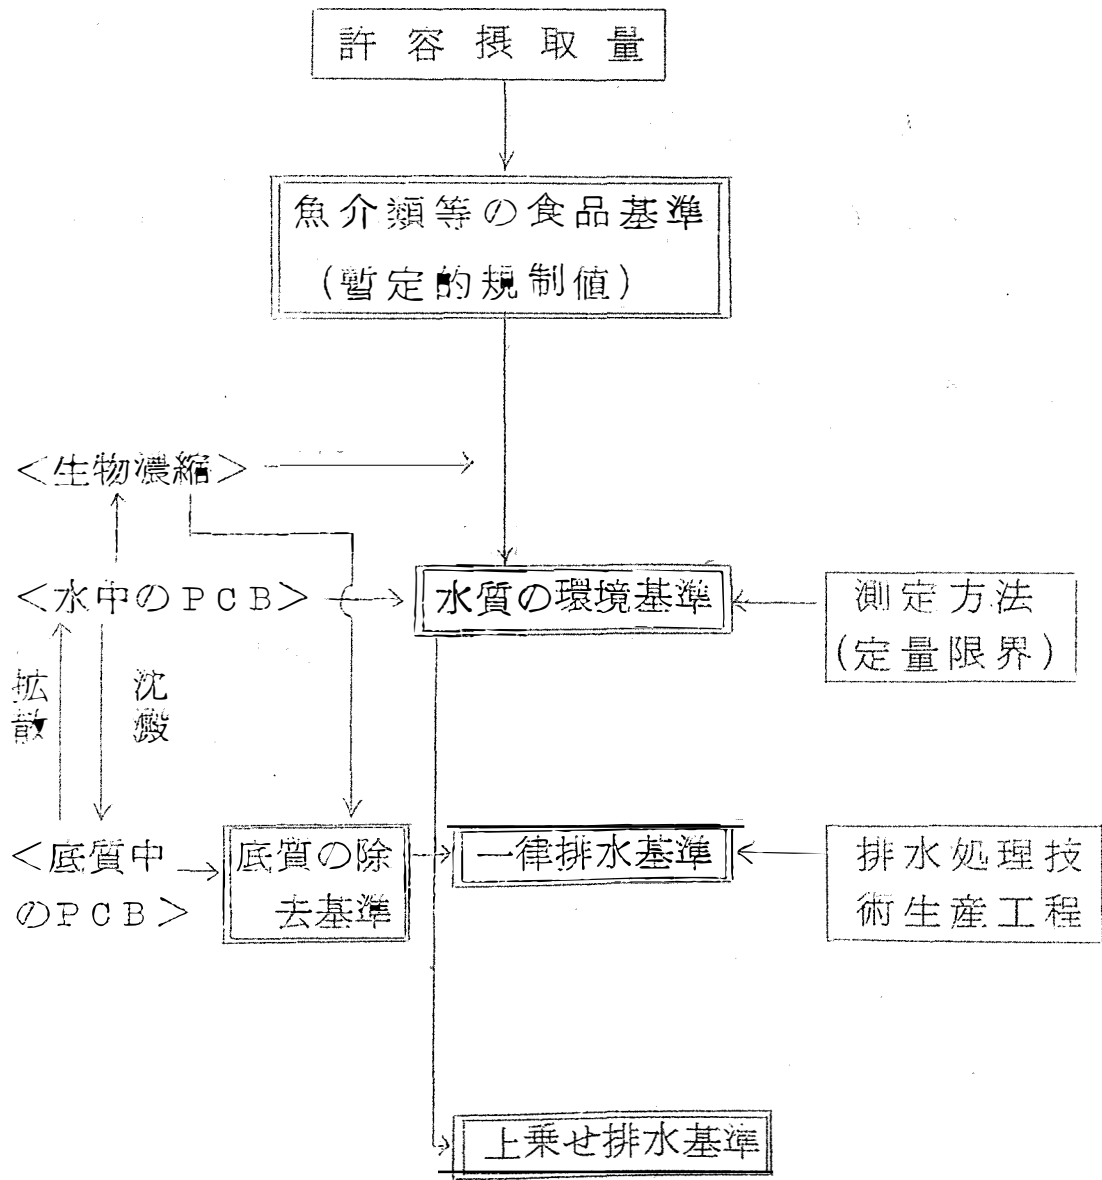 許容摂取量
魚介類等の食品基準
(暫定的規制値)
<生物濃縮>
<水中のPCB>
水質の環境基準
測定方法
(定量限界)
拡散
沈澱
<底質中
のPCB>
底質の除
去基準
一律排水基準
排水処理技
術生産工程
上乗せ排水基準